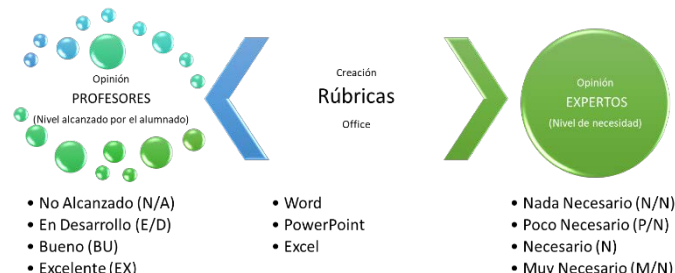 Opinión
PROFESORES
(Nivel alcanzado por el alumnado)
Creación
Rúbricas
Office
Opinión
EXPERTOS
(Nivel de necesidad)
• No Alcanzado (N/A)
• En Desarrollo (E/D)
• Bueno (BU)
• Excelente (EX)
• Word
• PowerPoint
• Excel
• Nada Necesario (N/N)
• Poco Necesario (P/N)
• Necesario (N)
• Muy Necesario (M/N)